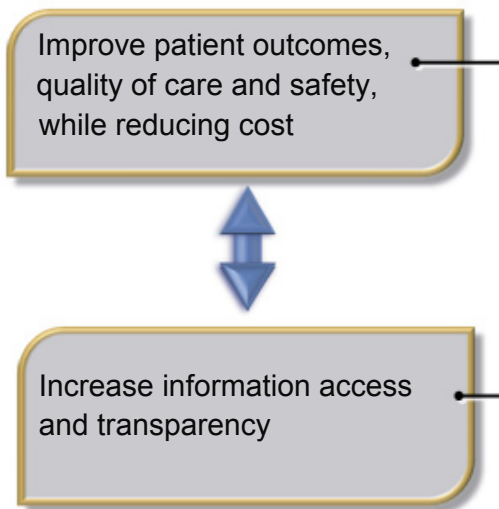 Improve patient outcomes,
quality of care and safety,
while reducing cost
Increase information access
and transparency